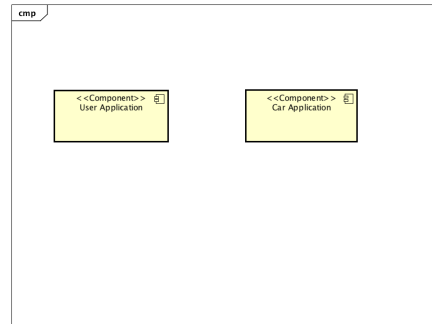 cmp
<<Component>>
User Application
<<Component>>
Car Application